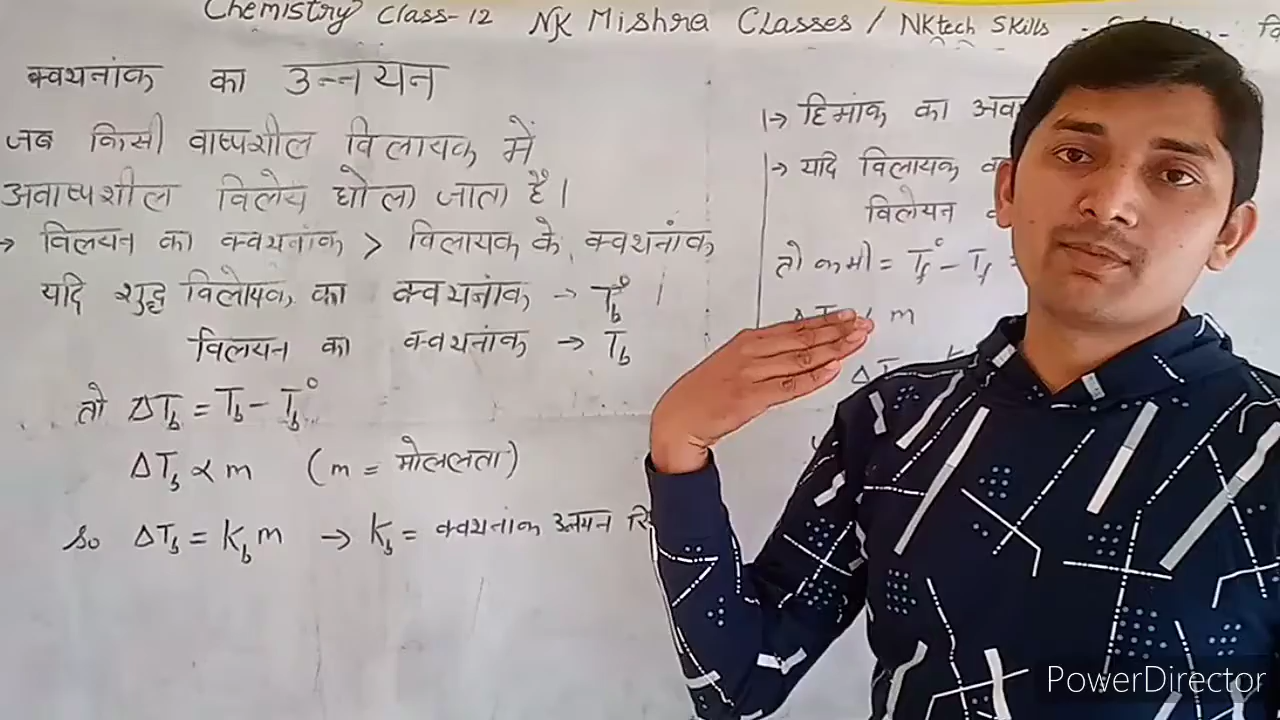 Chemistry Class-12 NK Mishra Classes / NKtech Skills
क्वथनांक का उन्नयन
जब किसी वाष्पशील विलायक में
अवाष्पशील विलेय घोला जाता है।
→ विलयन का क्वथनांक > विलायक के क्वथनांक
यदि शुद्ध विलायक का क्वथनांक → T°b
विलयन का क्वथनांक → Tb
तो ΔTb = Tb - T°b
ΔTb ∝ m (m = मोललता)
So ΔTb = Kb m → Kb = क्वथनांक उन्नयन
→ हिमांक का
→ यदि विलायक
विलयन
तो कमी = T°f - Tf =
∝ m
PowerDirector